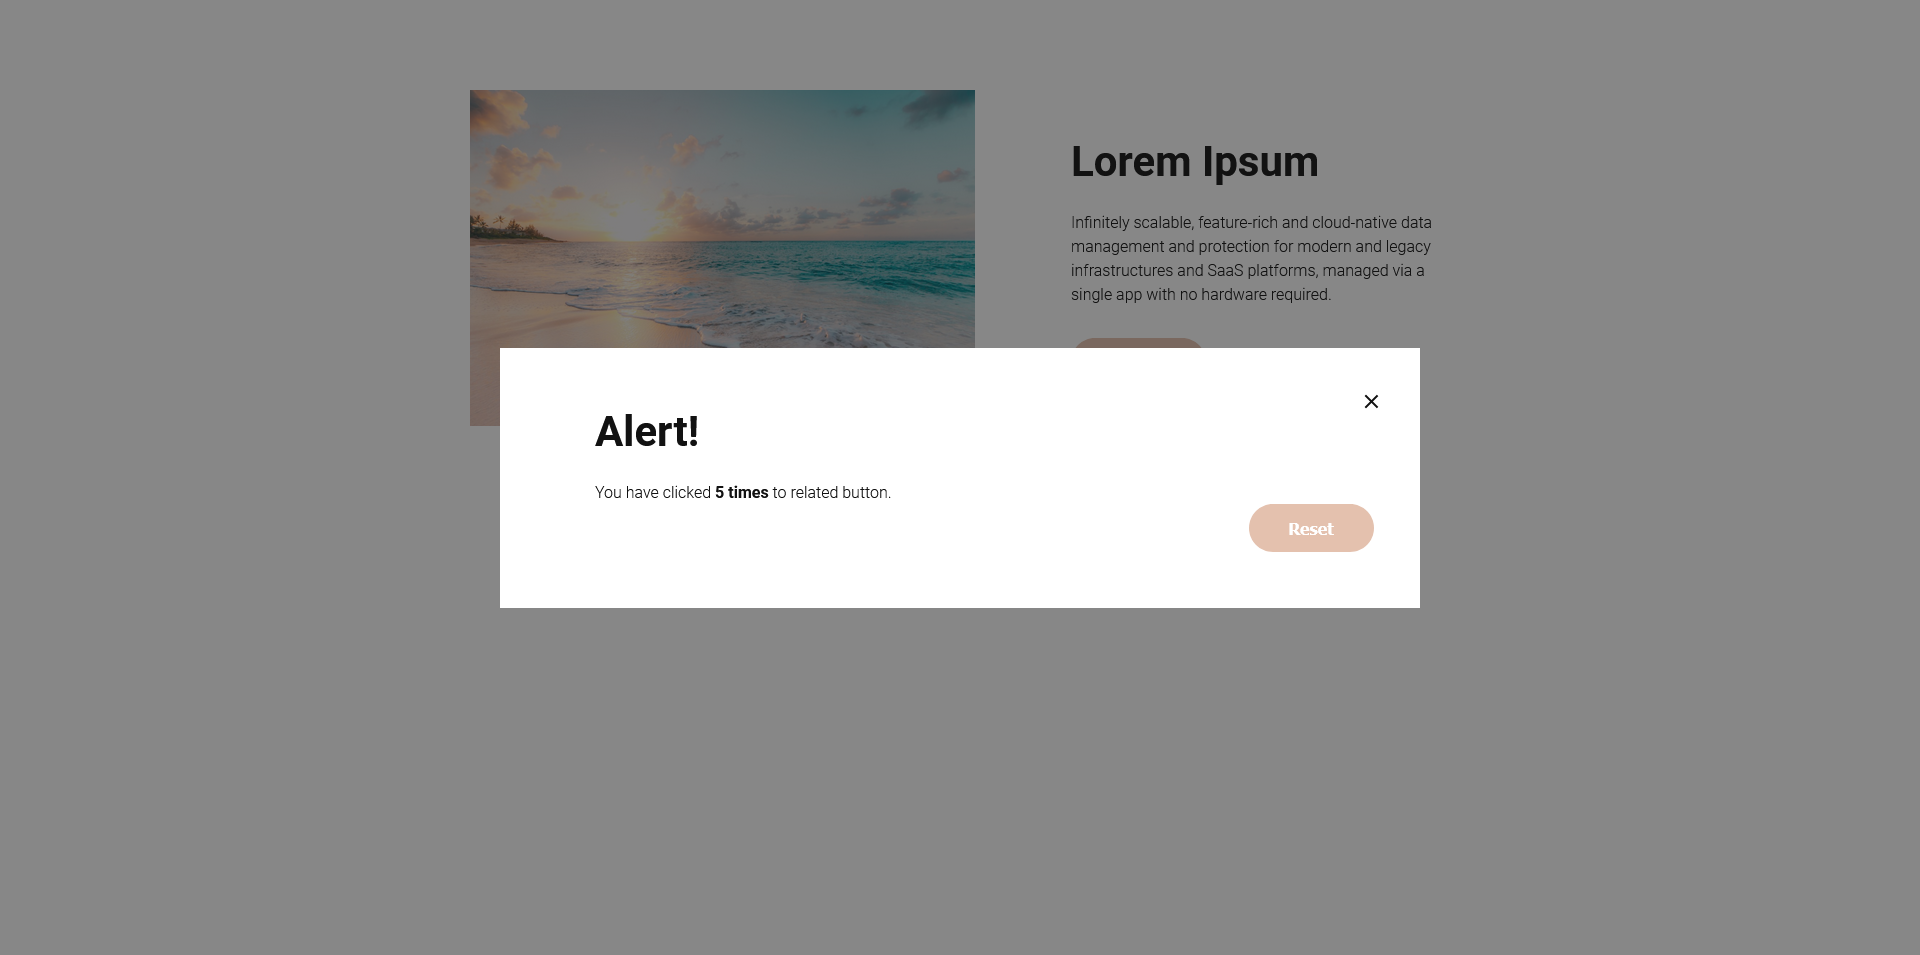 Lorem Ipsum
Infinitely scalable, feature-rich and cloud-native data
management and protection for modern and legacy
infrastructures and SaaS platforms, managed via a
single app with no hardware required.
Alert!
You have clicked 5 times to related button.
Reset